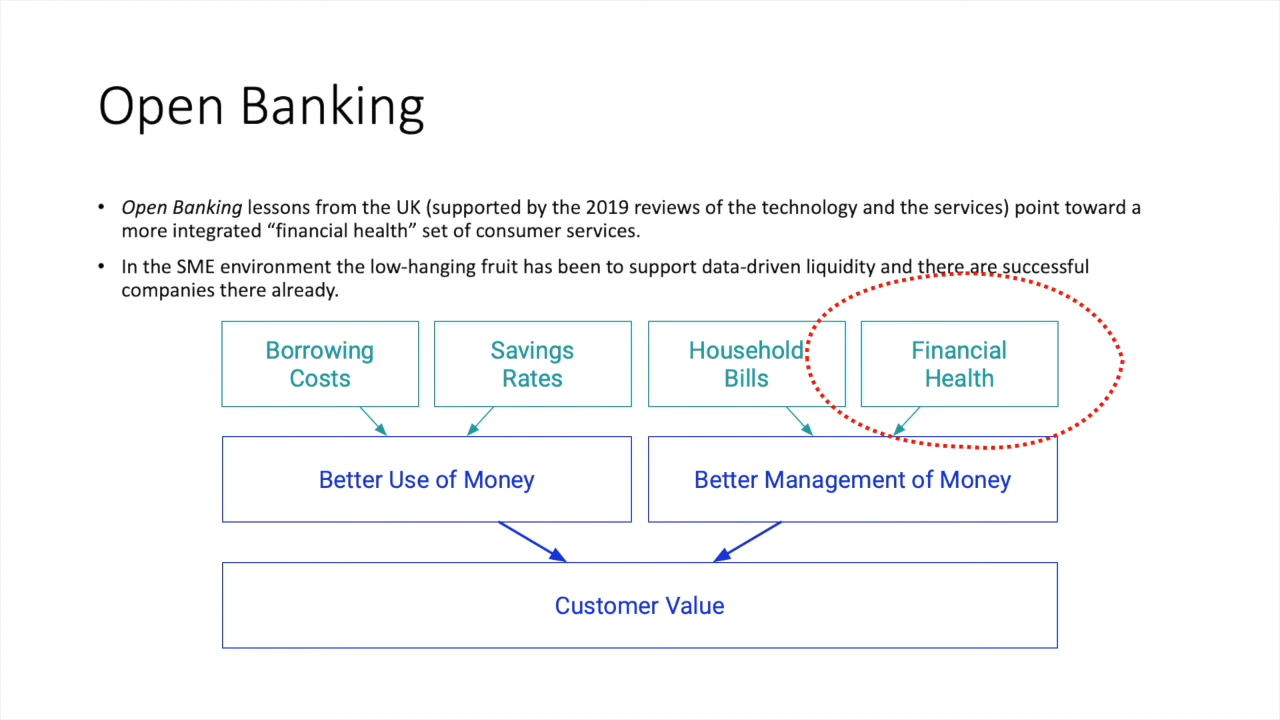 Open Banking
• Open Banking lessons from the UK (supported by the 2019 reviews of the technology and the services) point toward a
more integrated “financial health” set of consumer services.
• In the SME environment the low-hanging fruit has been to support data-driven liquidity and there are successful
companies there already.
Borrowing
Costs
Savings
Rates
Household
Bills
Financial
Health
Better Use of Money
Better Management of Money
Customer Value